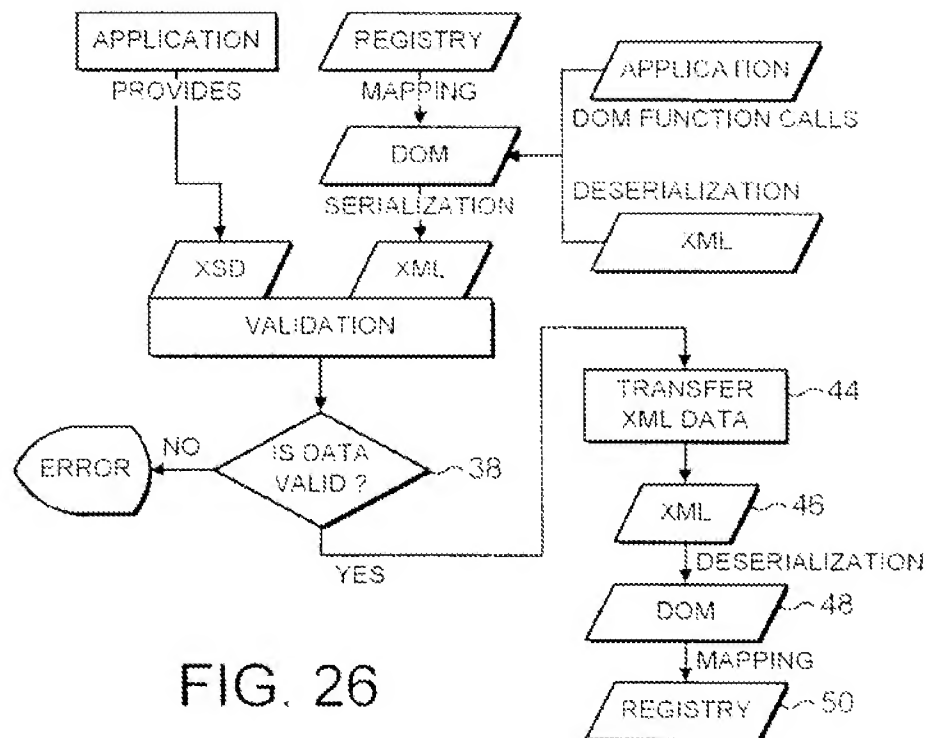 APPLICATION
PROVIDES
REGISTRY
MAPPING
APPLICATION
DOM FUNCTION CALLS
DOM
SERIALIZATION
DESERIALIZATION
XML
XSD
XML
VALIDATION
IS DATA
VALID ?
38
NO
ERROR
YES
TRANSFER
XML DATA
44
XML
46
DESERIALIZATION
DOM
48
MAPPING
REGISTRY
50
FIG. 26